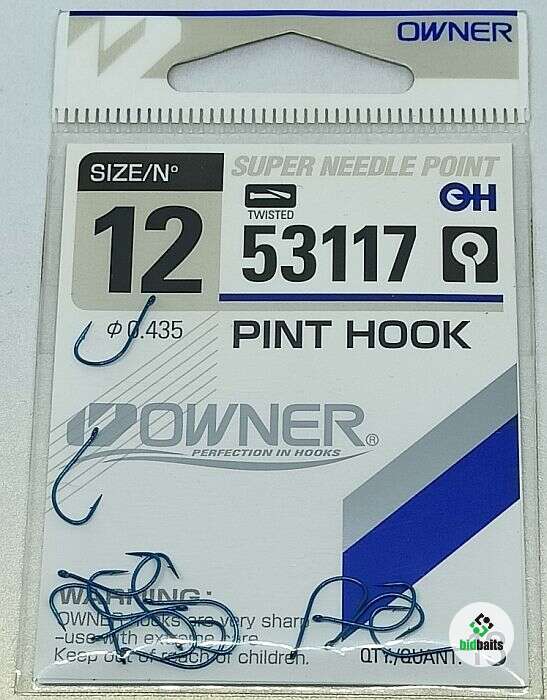 OWNER
SIZE/Nº
12
φ 0.435
SUPER NEEDLE POINT
TWISTED
53117
PINT HOOK
OWNER®
PERFECTION IN HOOKS
WARNING:
OWNER hooks are very sharp
–use with extreme care.
Keep out of reach of children.
QTY./QUANT.
bidbaits